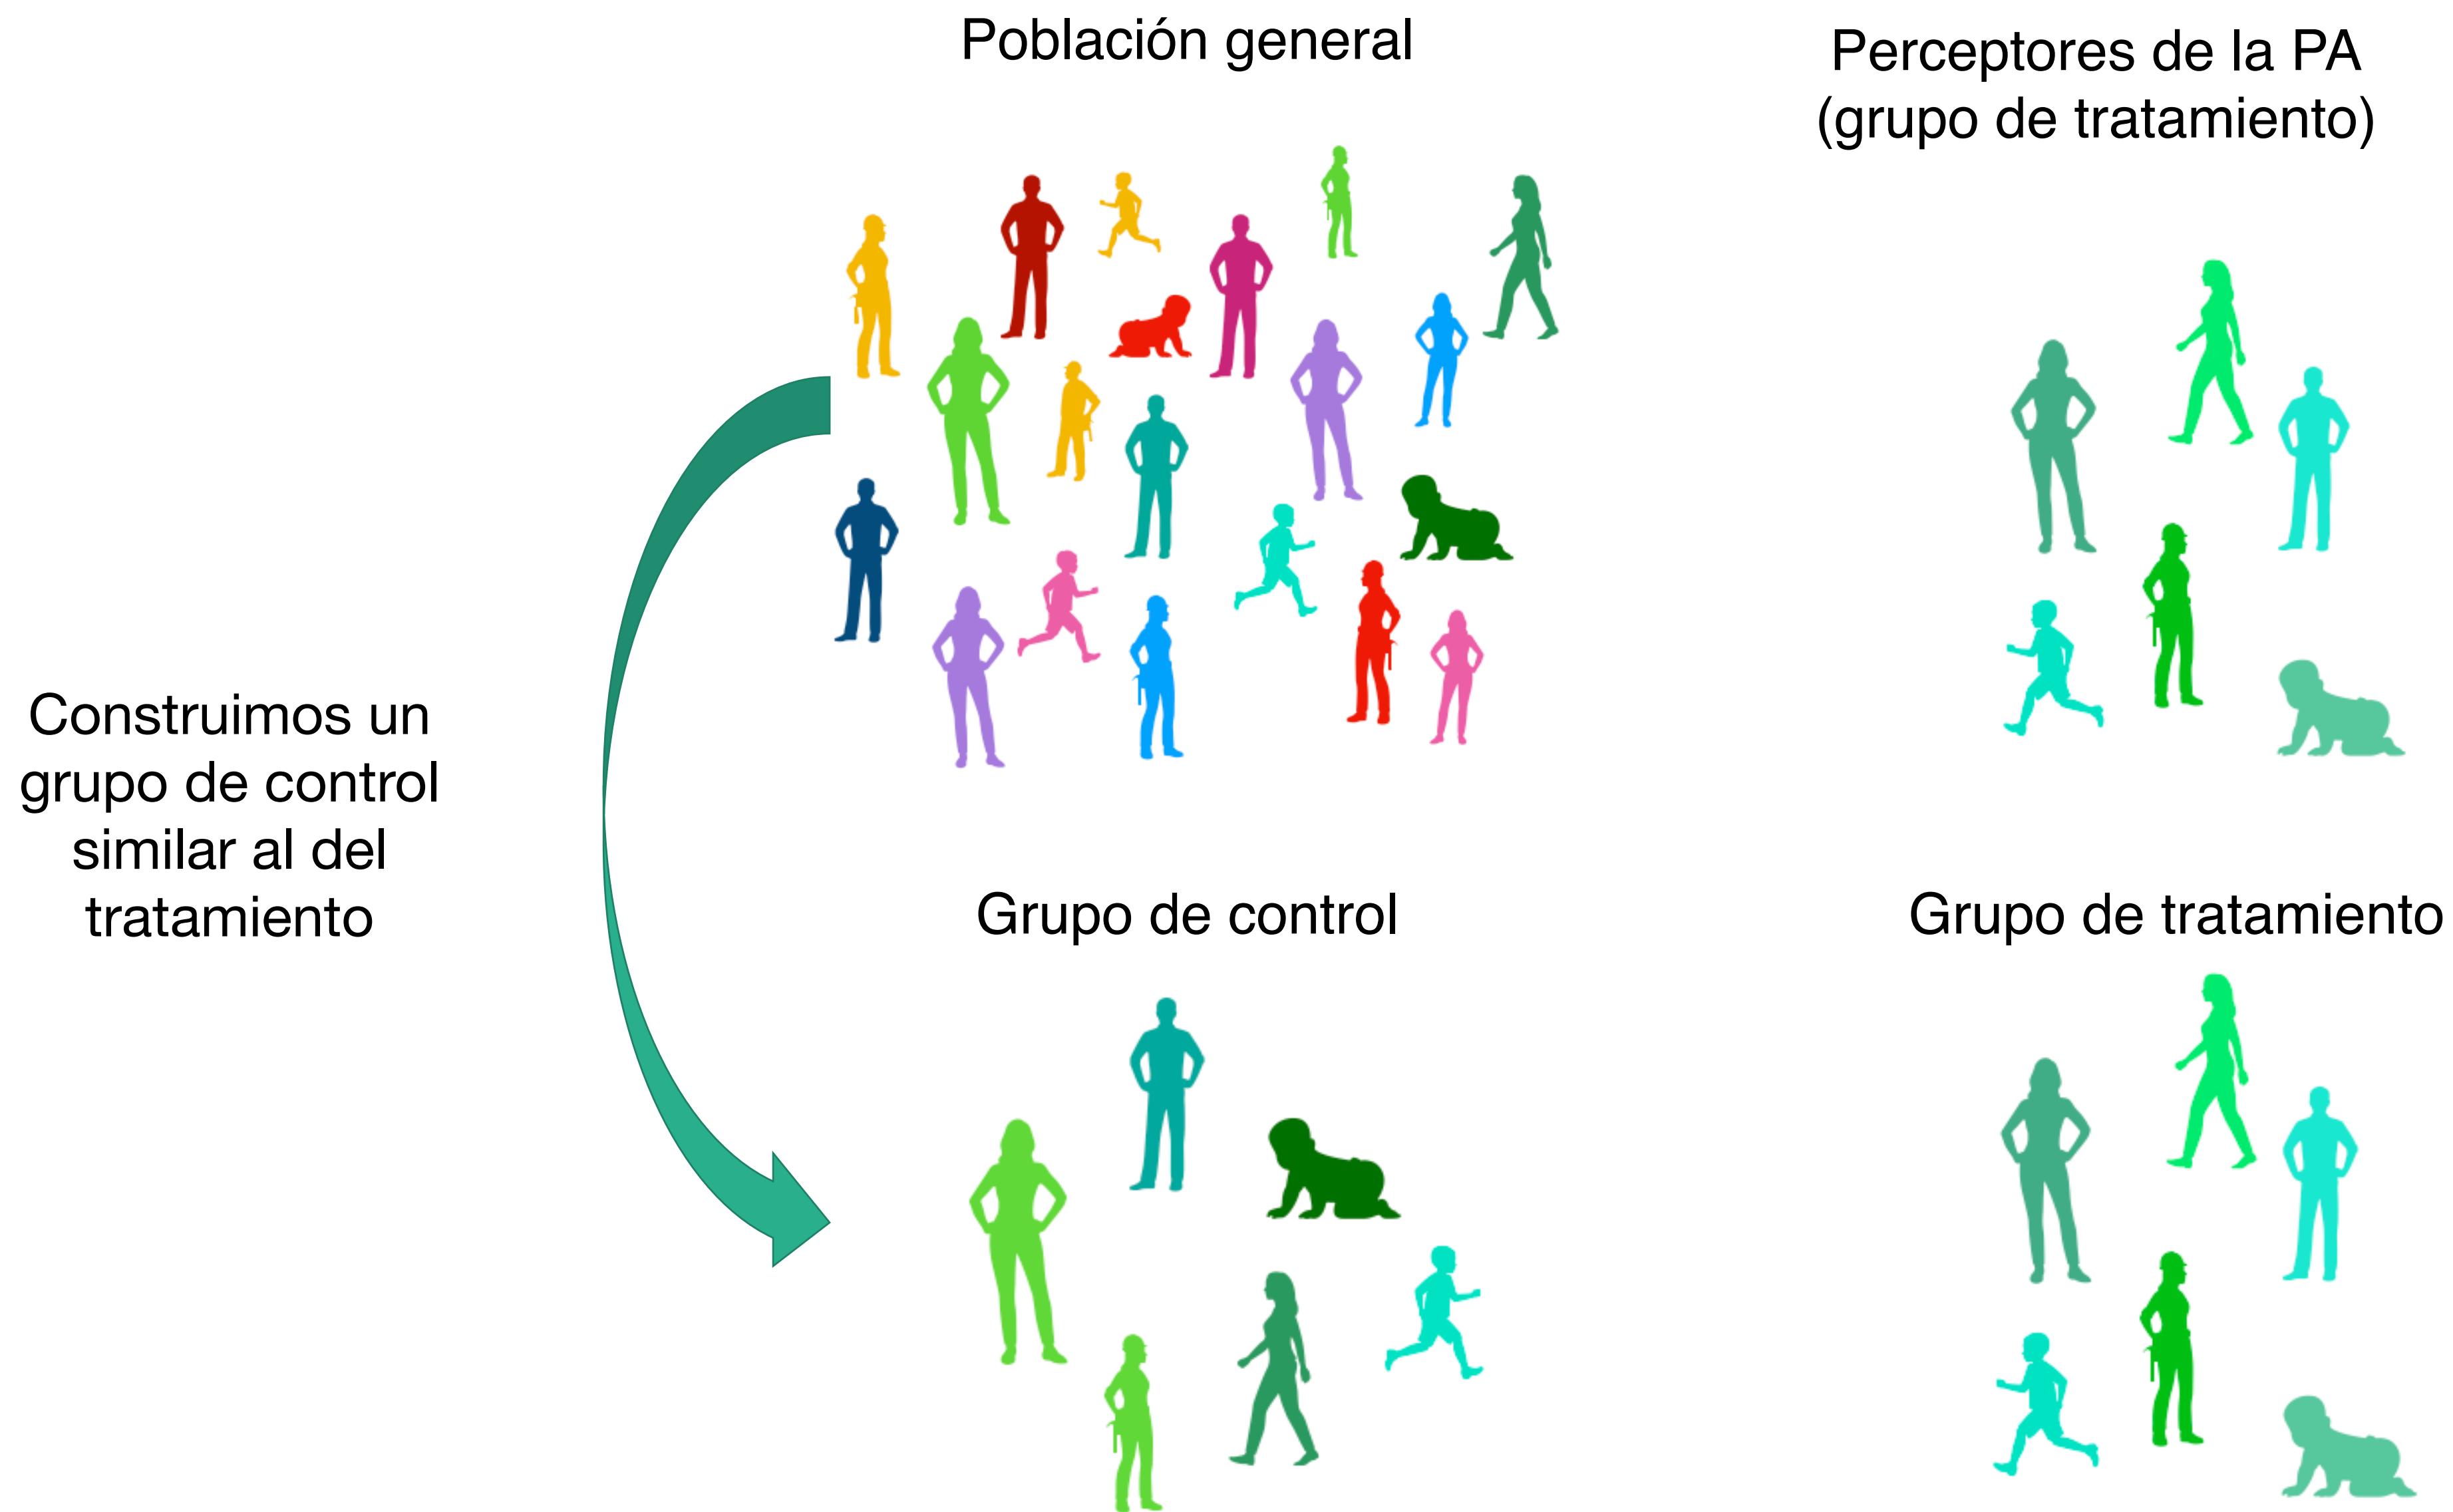 Población general
Perceptores de la PA
(grupo de tratamiento)
Construimos un
grupo de control
similar al del
tratamiento
Grupo de control
Grupo de tratamiento